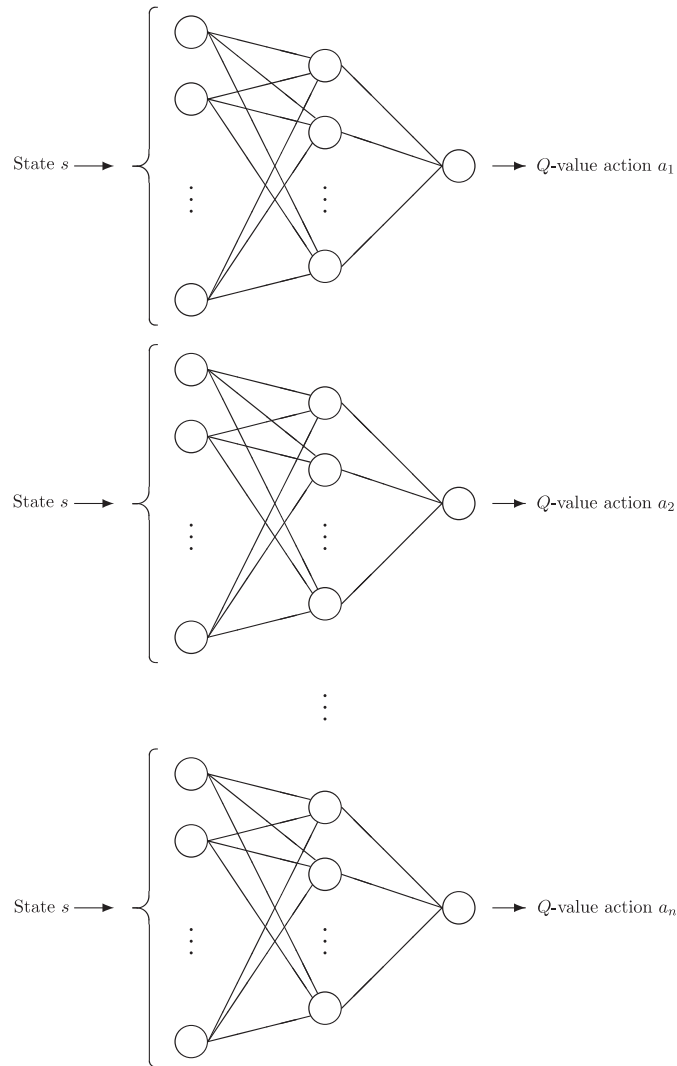 State s
Q-value action a₁
State s
Q-value action a₂
State s
Q-value action aₙ